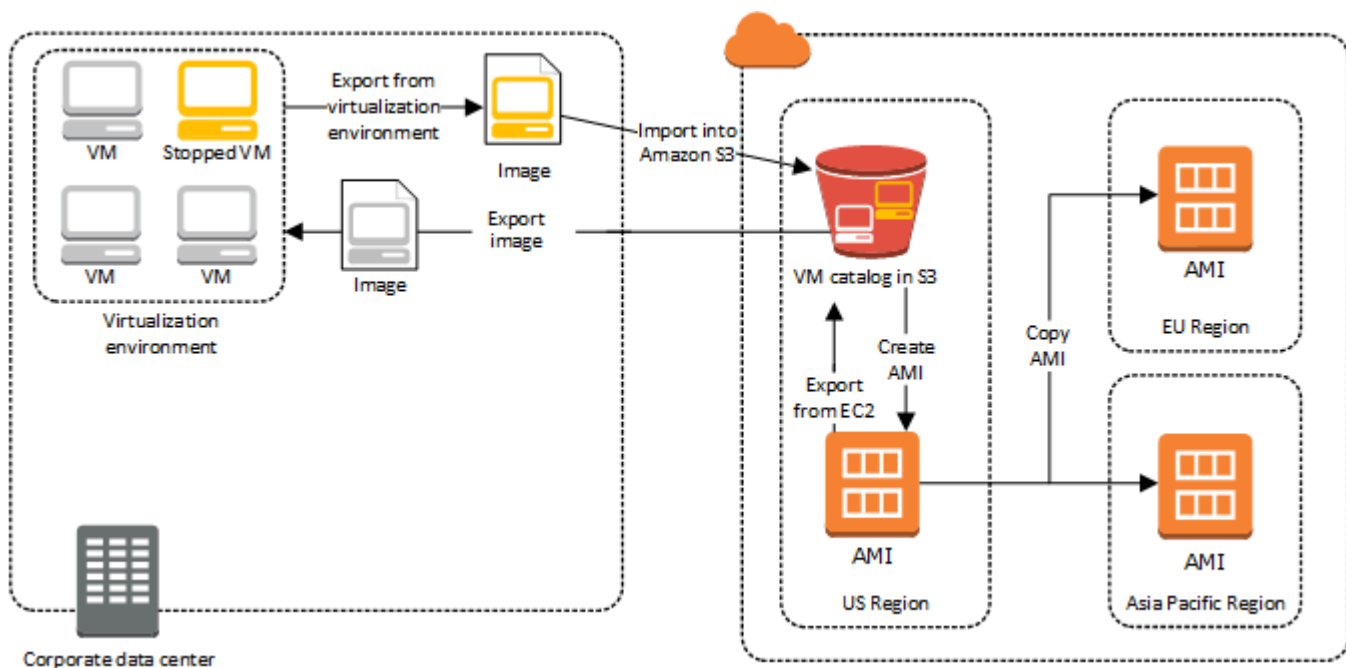 VM
Stopped VM
VM
VM
Virtualization
environment
Export from
virtualization
environment
Image
Import into
Amazon S3
Image
Export
image
Corporate data center
VM catalog in S3
Create
AMI
Export
from EC2
AMI
US Region
Copy
AMI
AMI
EU Region
AMI
Asia Pacific Region